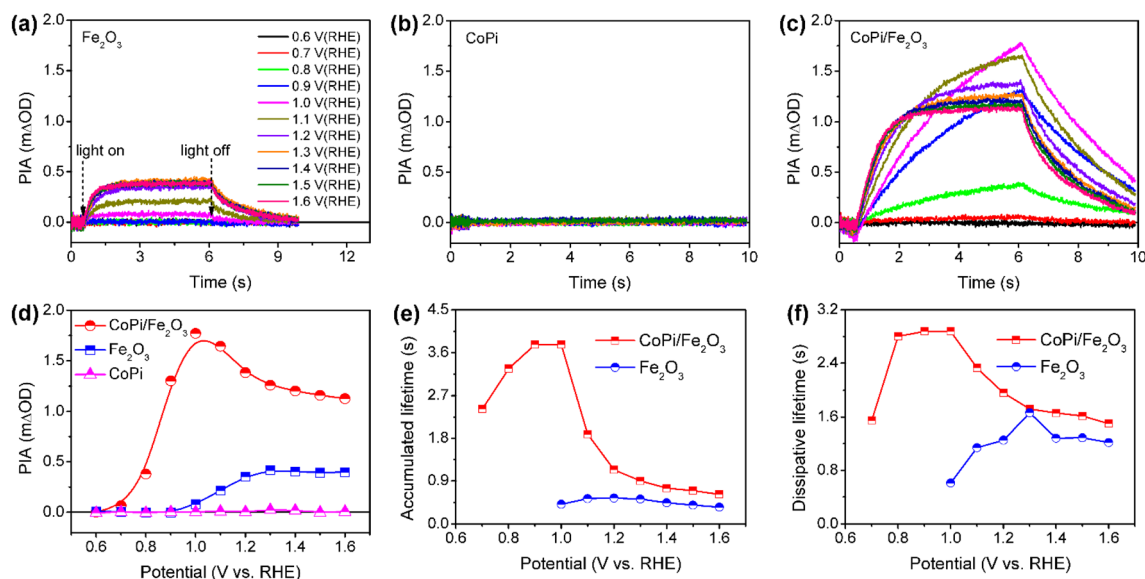 (a)
Fe₂O₃
0.6 V(RHE)
0.7 V(RHE)
0.8 V(RHE)
0.9 V(RHE)
1.0 V(RHE)
1.1 V(RHE)
1.2 V(RHE)
1.3 V(RHE)
1.4 V(RHE)
1.5 V(RHE)
1.6 V(RHE)
light on
light off
PIA (m∆OD)
2.0
1.5
1.0
0.5
0.0
0 3 6 9 12
Time (s)
(b)
CoPi
PIA (m∆OD)
2.0
1.5
1.0
0.5
0.0
0 2 4 6 8 10
Time (s)
(c)
CoPi/Fe₂O₃
PIA (m∆OD)
2.0
1.5
1.0
0.5
0.0
0 2 4 6 8 10
Time (s)
(d)
CoPi/Fe₂O₃
Fe₂O₃
CoPi
PIA (m∆OD)
2.0
1.5
1.0
0.5
0.0
0.6 0.8 1.0 1.2 1.4 1.6
Potential (V vs. RHE)
(e)
CoPi/Fe₂O₃
Fe₂O₃
Accumulated lifetime (s)
4.5
3.6
2.7
1.8
0.9
0.0
0.6 0.8 1.0 1.2 1.4 1.6
Potential (V vs. RHE)
(f)
CoPi/Fe₂O₃
Fe₂O₃
Dissipative lifetime (s)
3.2
2.4
1.6
0.8
0.0
0.6 0.8 1.0 1.2 1.4 1.6
Potential (V vs. RHE)